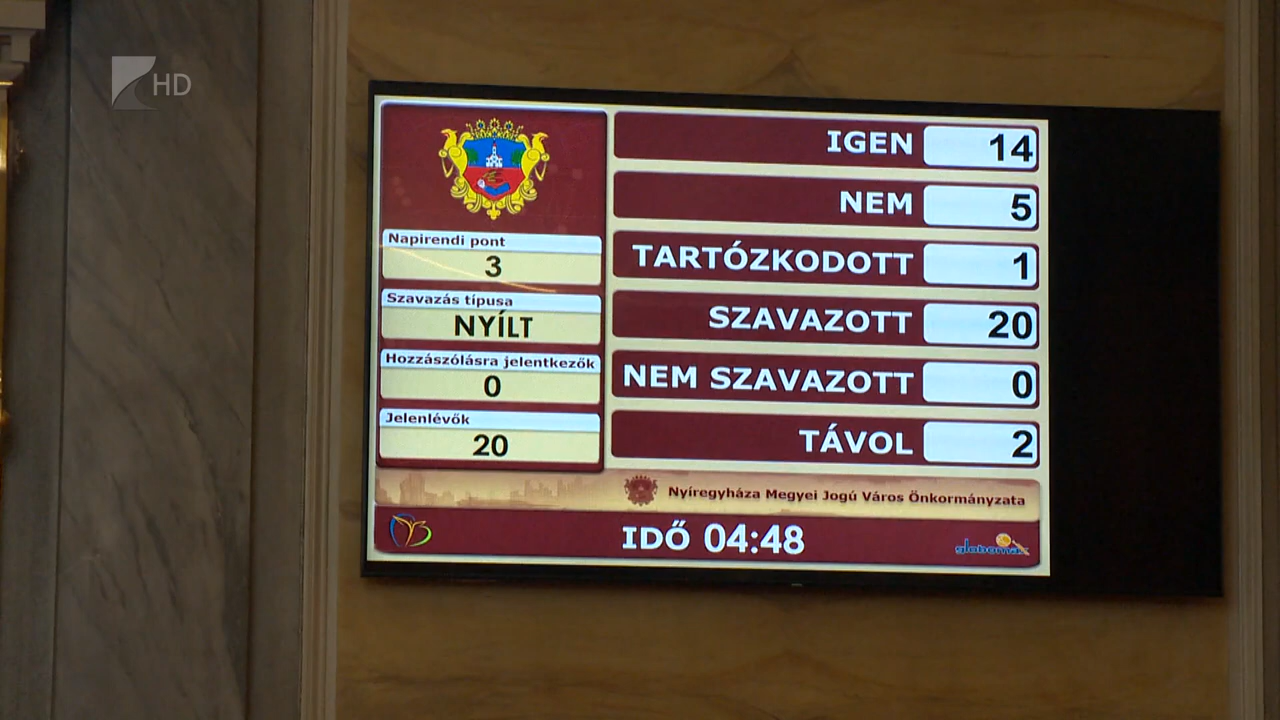 HD
IGEN 14
NEM 5
TARTÓZKODOTT 1
SZAVAZOTT 20
NEM SZAVAZOTT 0
TÁVOL 2
Napirendi pont
3
Szavazás típusa
NYÍLT
Hozzászólásra jelentkezők
0
Jelenlévők
20
Nyíregyháza Megyei Jogú Város Önkormányzata
IDŐ 04:48
globomax